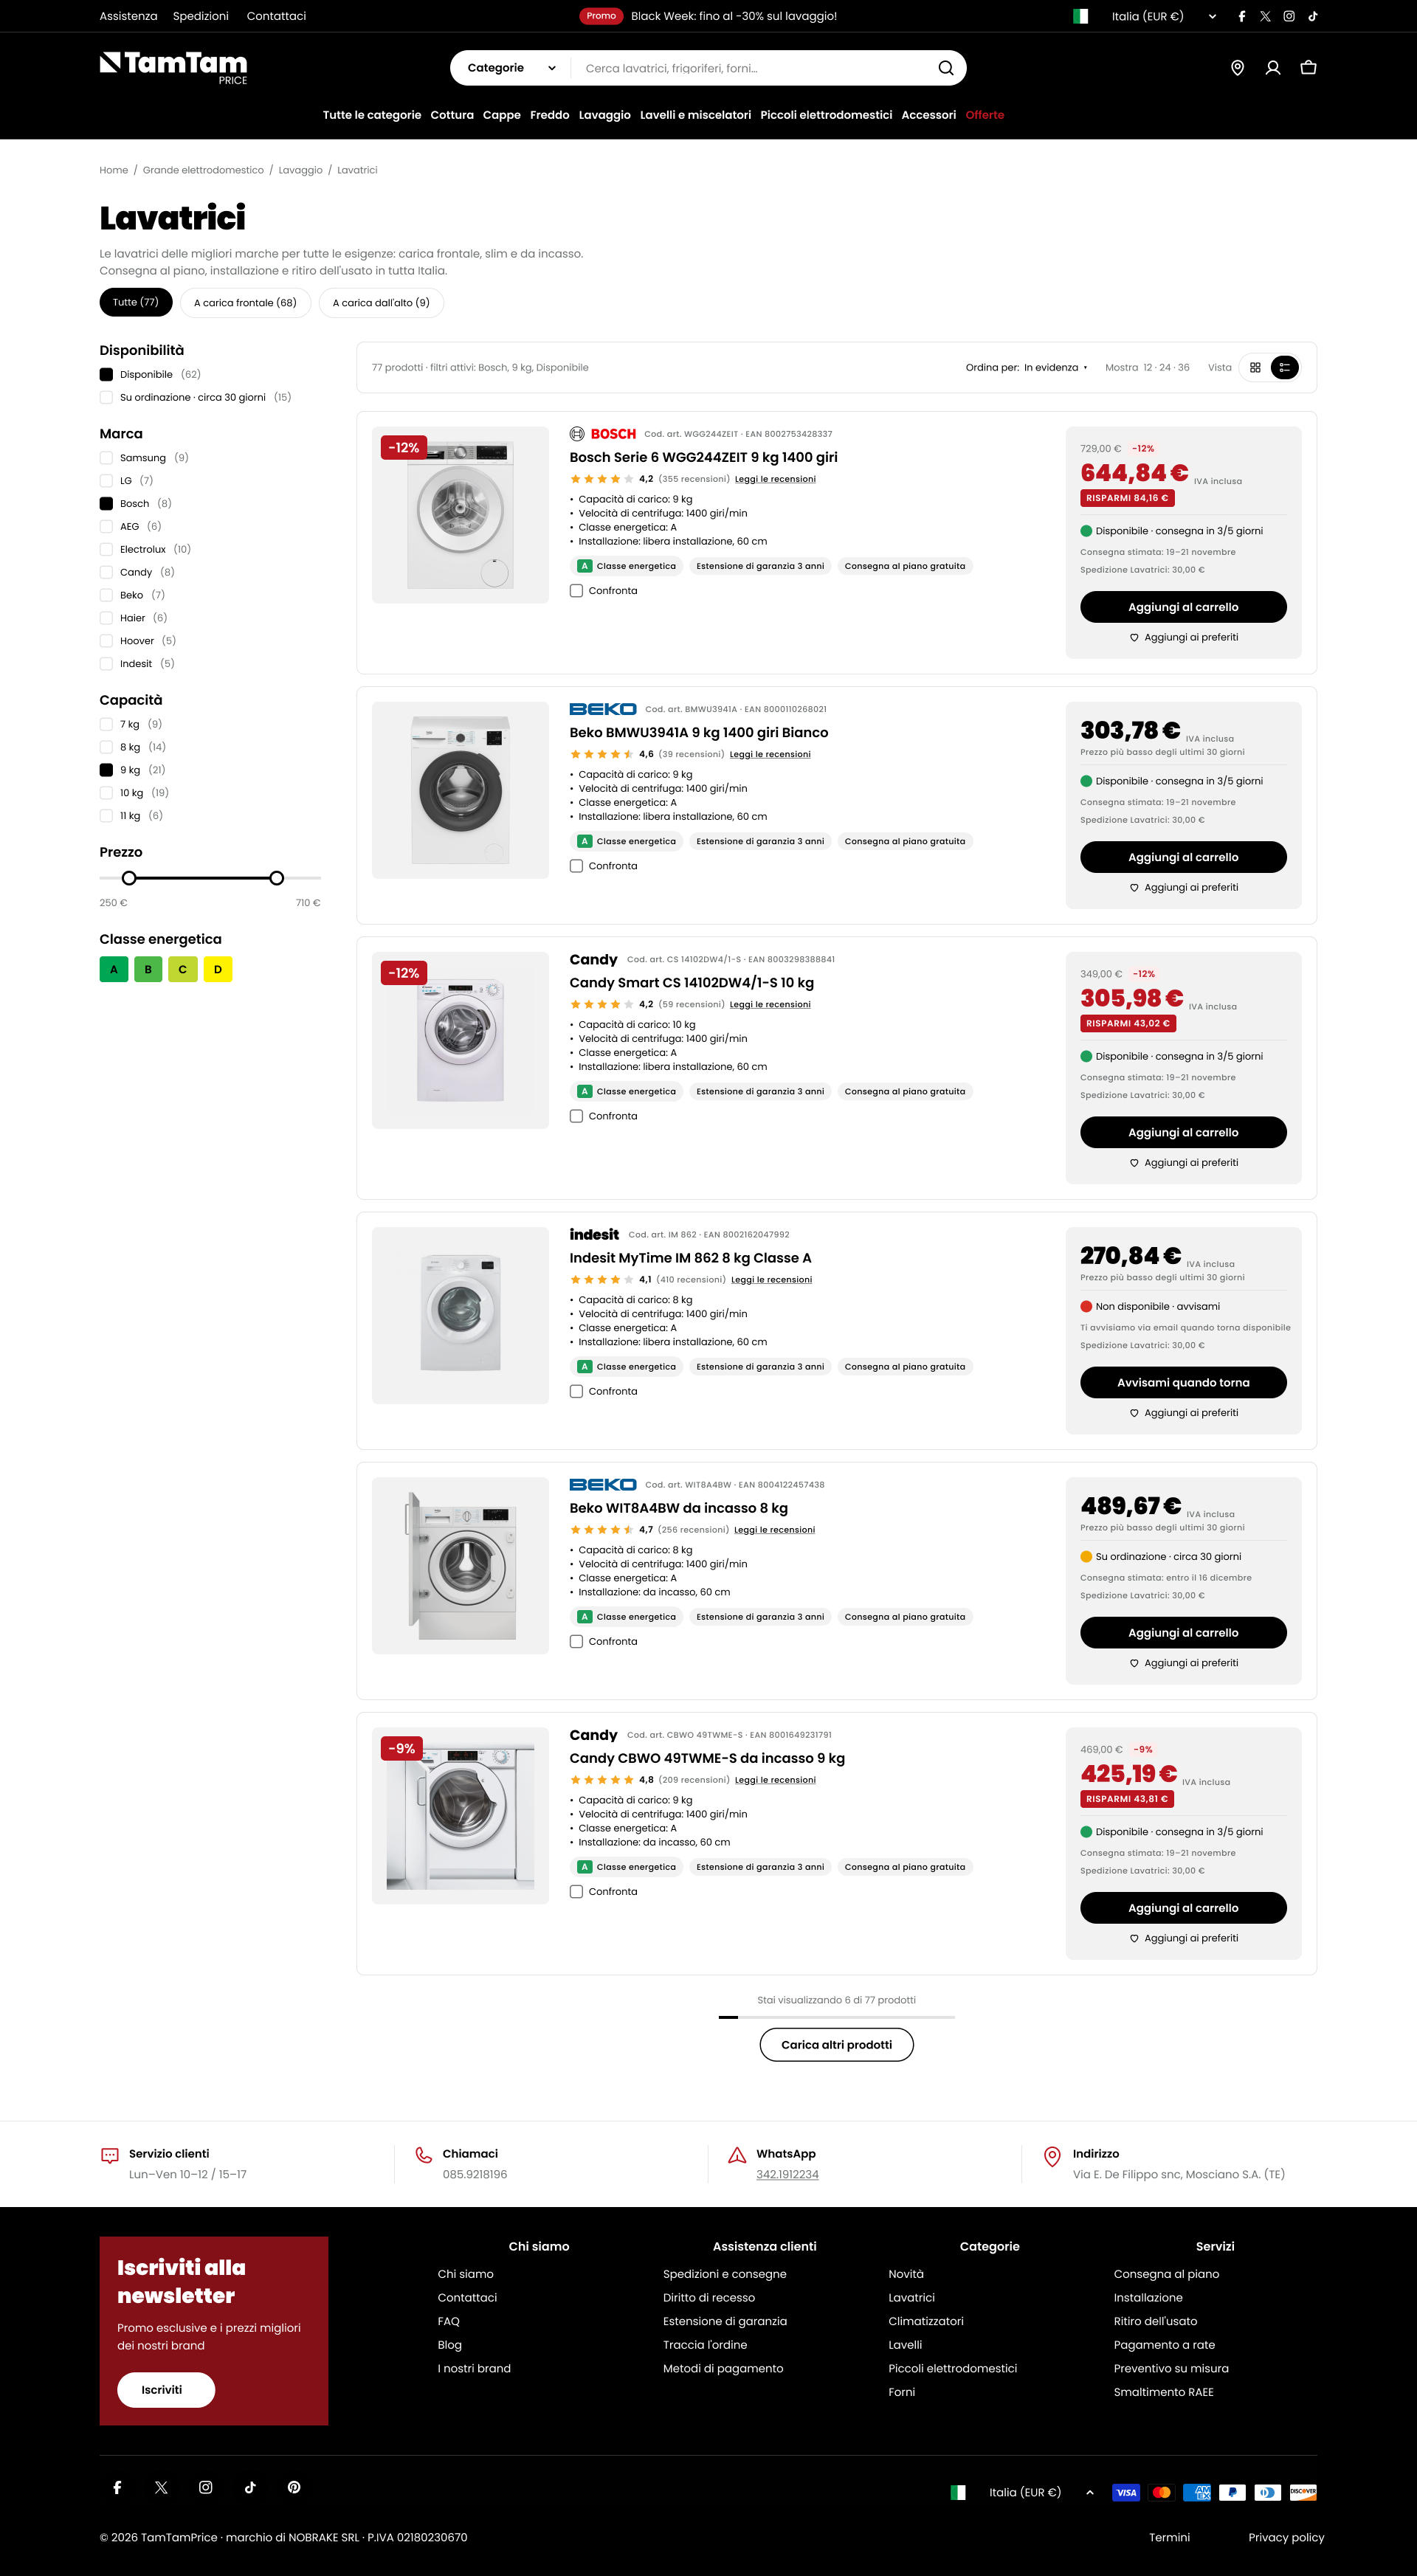 Assistenza Spedizioni Contattaci Promo Black Week: fino al -30% sul lavaggio! Italia (EUR €)
TamTam
PRICE
Categorie Cerca lavatrici, frigoriferi, forni...
Tutte le categorie Cottura Cappe Freddo Lavaggio Lavelli e miscelatori Piccoli elettrodomestici Accessori Offerte
Home / Grande elettrodomestico / Lavaggio / Lavatrici
Lavatrici
Le lavatrici delle migliori marche per tutte le esigenze: carica frontale, slim e da incasso.
Consegna al piano, installazione e ritiro dell'usato in tutta Italia.
Tutte (77) A carica frontale (68) A carica dall'alto (9)
Disponibilità
Disponibile (62)
Su ordinazione · circa 30 giorni (15)
Marca
Samsung (9)
LG (7)
Bosch (8)
AEG (6)
Electrolux (10)
Candy (8)
Beko (7)
Haier (6)
Hoover (5)
Indesit (5)
Capacità
7 kg (9)
8 kg (14)
9 kg (21)
10 kg (19)
11 kg (6)
Prezzo
250 € 710 €
Classe energetica
A B C D
77 prodotti · filtri attivi: Bosch, 9 kg, Disponibile Ordina per: In evidenza Mostra 12 · 24 · 36 Vista
-12%
BOSCH Cod. art. WGG244ZEIT · EAN 8002753428337
Bosch Serie 6 WGG244ZEIT 9 kg 1400 giri
4,2 (355 recensioni) Leggi le recensioni
• Capacità di carico: 9 kg
• Velocità di centrifuga: 1400 giri/min
• Classe energetica: A
• Installazione: libera installazione, 60 cm
A Classe energetica Estensione di garanzia 3 anni Consegna al piano gratuita
Confronta
729,00 € -12%
644,84 € IVA inclusa
RISPARMI 84,16 €
Disponibile · consegna in 3/5 giorni
Consegna stimata: 19–21 novembre
Spedizione Lavatrici: 30,00 €
Aggiungi al carrello
Aggiungi ai preferiti
BEKO Cod. art. BMWU3941A · EAN 8000110268021
Beko BMWU3941A 9 kg 1400 giri Bianco
4,6 (39 recensioni) Leggi le recensioni
• Capacità di carico: 9 kg
• Velocità di centrifuga: 1400 giri/min
• Classe energetica: A
• Installazione: libera installazione, 60 cm
A Classe energetica Estensione di garanzia 3 anni Consegna al piano gratuita
Confronta
303,78 € IVA inclusa
Prezzo più basso degli ultimi 30 giorni
Disponibile · consegna in 3/5 giorni
Consegna stimata: 19–21 novembre
Spedizione Lavatrici: 30,00 €
Aggiungi al carrello
Aggiungi ai preferiti
-12%
Candy Cod. art. CS 14102DW4/1-S · EAN 8003298388841
Candy Smart CS 14102DW4/1-S 10 kg
4,2 (59 recensioni) Leggi le recensioni
• Capacità di carico: 10 kg
• Velocità di centrifuga: 1400 giri/min
• Classe energetica: A
• Installazione: libera installazione, 60 cm
A Classe energetica Estensione di garanzia 3 anni Consegna al piano gratuita
Confronta
349,00 € -12%
305,98 € IVA inclusa
RISPARMI 43,02 €
Disponibile · consegna in 3/5 giorni
Consegna stimata: 19–21 novembre
Spedizione Lavatrici: 30,00 €
Aggiungi al carrello
Aggiungi ai preferiti
indesit Cod. art. IM 862 · EAN 8002162047992
Indesit MyTime IM 862 8 kg Classe A
4,1 (410 recensioni) Leggi le recensioni
• Capacità di carico: 8 kg
• Velocità di centrifuga: 1400 giri/min
• Classe energetica: A
• Installazione: libera installazione, 60 cm
A Classe energetica Estensione di garanzia 3 anni Consegna al piano gratuita
Confronta
270,84 € IVA inclusa
Prezzo più basso degli ultimi 30 giorni
Non disponibile · avvisami
Ti avvisiamo via email quando torna disponibile
Spedizione Lavatrici: 30,00 €
Avvisami quando torna
Aggiungi ai preferiti
BEKO Cod. art. WIT8A4BW · EAN 8004122457438
Beko WIT8A4BW da incasso 8 kg
4,7 (256 recensioni) Leggi le recensioni
• Capacità di carico: 8 kg
• Velocità di centrifuga: 1400 giri/min
• Classe energetica: A
• Installazione: da incasso, 60 cm
A Classe energetica Estensione di garanzia 3 anni Consegna al piano gratuita
Confronta
489,67 € IVA inclusa
Prezzo più basso degli ultimi 30 giorni
Su ordinazione · circa 30 giorni
Consegna stimata: entro il 16 dicembre
Spedizione Lavatrici: 30,00 €
Aggiungi al carrello
Aggiungi ai preferiti
-9%
Candy Cod. art. CBWO 49TWME-S · EAN 8001649231791
Candy CBWO 49TWME-S da incasso 9 kg
4,8 (209 recensioni) Leggi le recensioni
• Capacità di carico: 9 kg
• Velocità di centrifuga: 1400 giri/min
• Classe energetica: A
• Installazione: da incasso, 60 cm
A Classe energetica Estensione di garanzia 3 anni Consegna al piano gratuita
Confronta
469,00 € -9%
425,19 € IVA inclusa
RISPARMI 43,81 €
Disponibile · consegna in 3/5 giorni
Consegna stimata: 19–21 novembre
Spedizione Lavatrici: 30,00 €
Aggiungi al carrello
Aggiungi ai preferiti
Stai visualizzando 6 di 77 prodotti
Carica altri prodotti
Servizio clienti
Lun–Ven 10–12 / 15–17
Chiamaci
085.9218196
WhatsApp
342.1912234
Indirizzo
Via E. De Filippo snc, Mosciano S.A. (TE)
Iscriviti alla
newsletter
Promo esclusive e i prezzi migliori
dei nostri brand
Iscriviti
Chi siamo
Chi siamo
Contattaci
FAQ
Blog
I nostri brand
Assistenza clienti
Spedizioni e consegne
Diritto di recesso
Estensione di garanzia
Traccia l'ordine
Metodi di pagamento
Categorie
Novità
Lavatrici
Climatizzatori
Lavelli
Piccoli elettrodomestici
Forni
Servizi
Consegna al piano
Installazione
Ritiro dell'usato
Pagamento a rate
Preventivo su misura
Smaltimento RAEE
Italia (EUR €) VISA AMEX DISCOVER
© 2026 TamTamPrice · marchio di NOBRAKE SRL · P.IVA 02180230670 Termini Privacy policy